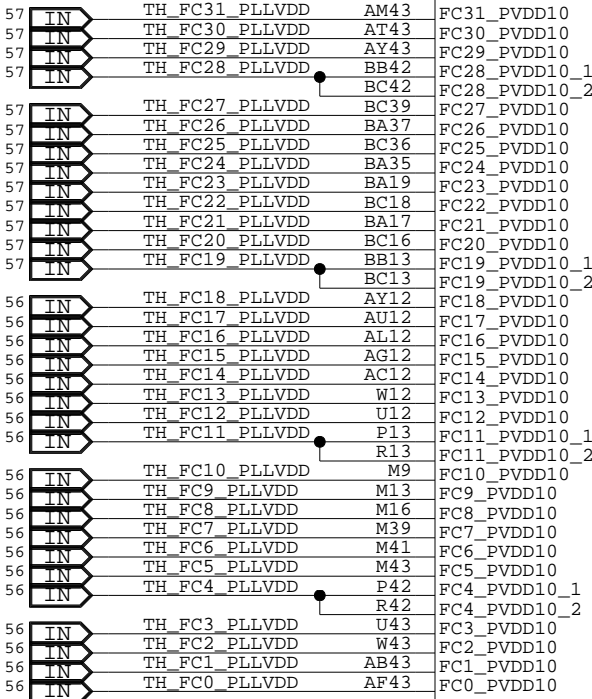 57 IN TH_FC31_PLLVDD AM43 FC31_PVDD10
57 IN TH_FC30_PLLVDD AT43 FC30_PVDD10
57 IN TH_FC29_PLLVDD AY43 FC29_PVDD10
57 IN TH_FC28_PLLVDD BB42 FC28_PVDD10_1
BC42 FC28_PVDD10_2
57 IN TH_FC27_PLLVDD BC39 FC27_PVDD10
57 IN TH_FC26_PLLVDD BA37 FC26_PVDD10
57 IN TH_FC25_PLLVDD BC36 FC25_PVDD10
57 IN TH_FC24_PLLVDD BA35 FC24_PVDD10
57 IN TH_FC23_PLLVDD BA19 FC23_PVDD10
57 IN TH_FC22_PLLVDD BC18 FC22_PVDD10
57 IN TH_FC21_PLLVDD BA17 FC21_PVDD10
57 IN TH_FC20_PLLVDD BC16 FC20_PVDD10
57 IN TH_FC19_PLLVDD BB13 FC19_PVDD10_1
BC13 FC19_PVDD10_2
56 IN TH_FC18_PLLVDD AY12 FC18_PVDD10
56 IN TH_FC17_PLLVDD AU12 FC17_PVDD10
56 IN TH_FC16_PLLVDD AL12 FC16_PVDD10
56 IN TH_FC15_PLLVDD AG12 FC15_PVDD10
56 IN TH_FC14_PLLVDD AC12 FC14_PVDD10
56 IN TH_FC13_PLLVDD W12 FC13_PVDD10
56 IN TH_FC12_PLLVDD U12 FC12_PVDD10
56 IN TH_FC11_PLLVDD P13 FC11_PVDD10_1
R13 FC11_PVDD10_2
56 IN TH_FC10_PLLVDD M9 FC10_PVDD10
56 IN TH_FC9_PLLVDD M13 FC9_PVDD10
56 IN TH_FC8_PLLVDD M16 FC8_PVDD10
56 IN TH_FC7_PLLVDD M39 FC7_PVDD10
56 IN TH_FC6_PLLVDD M41 FC6_PVDD10
56 IN TH_FC5_PLLVDD M43 FC5_PVDD10
56 IN TH_FC4_PLLVDD P42 FC4_PVDD10_1
R42 FC4_PVDD10_2
56 IN TH_FC3_PLLVDD U43 FC3_PVDD10
56 IN TH_FC2_PLLVDD W43 FC2_PVDD10
56 IN TH_FC1_PLLVDD AB43 FC1_PVDD10
56 IN TH_FC0_PLLVDD AF43 FC0_PVDD10